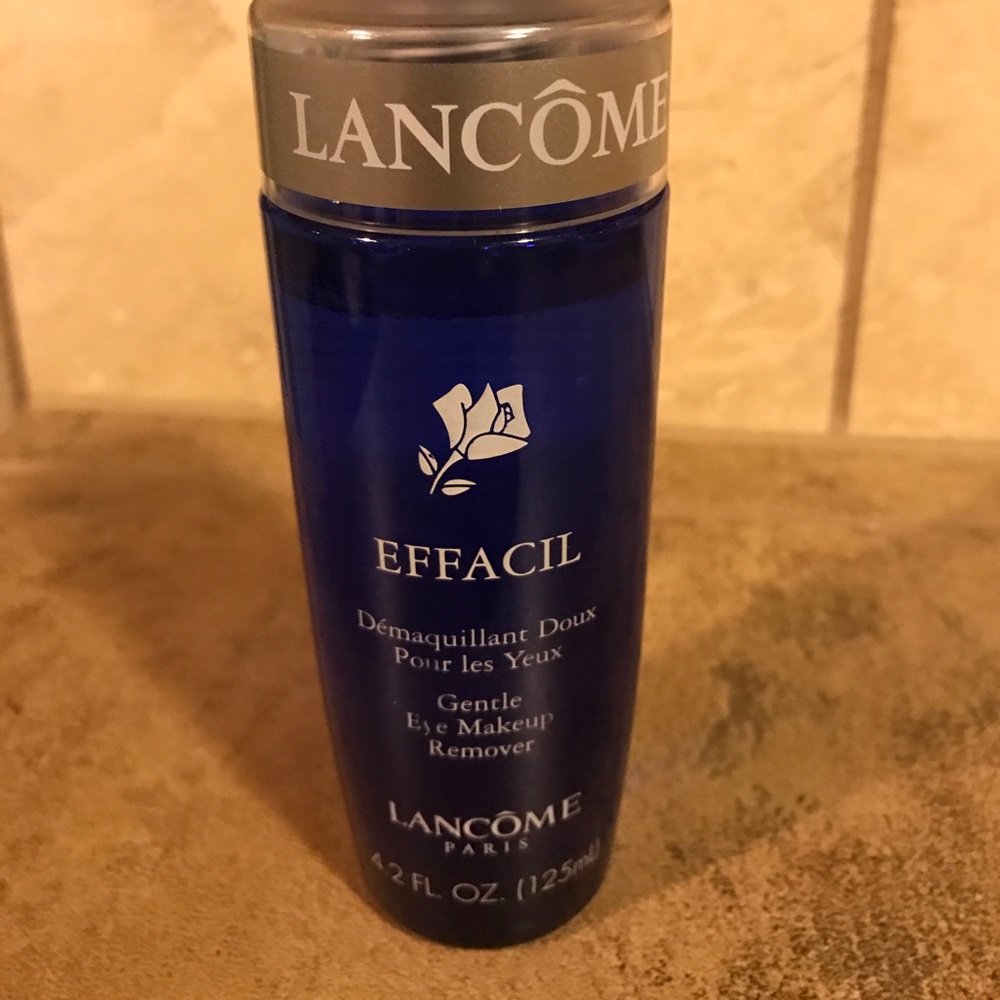 LANCÔME
EFFACIL
Démaquillant Doux
Pour les Yeux
Gentle
Eye Makeup
Remover
LANCÔME
PARIS
4.2 FL. OZ. (125mL)